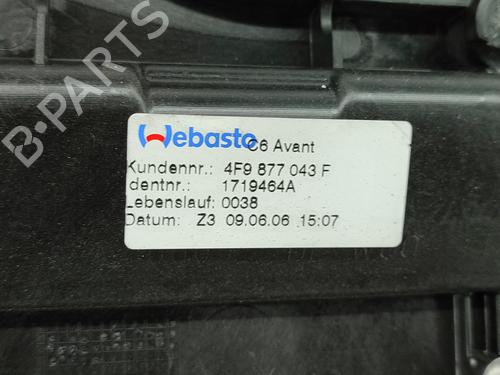 Webasto C6 Avant
Kundennr.: 4F9 877 043 F
dentnr.: 1719464A
Lebenslauf: 0038
Datum: Z3 09.06.06 15:07
B-PARTS